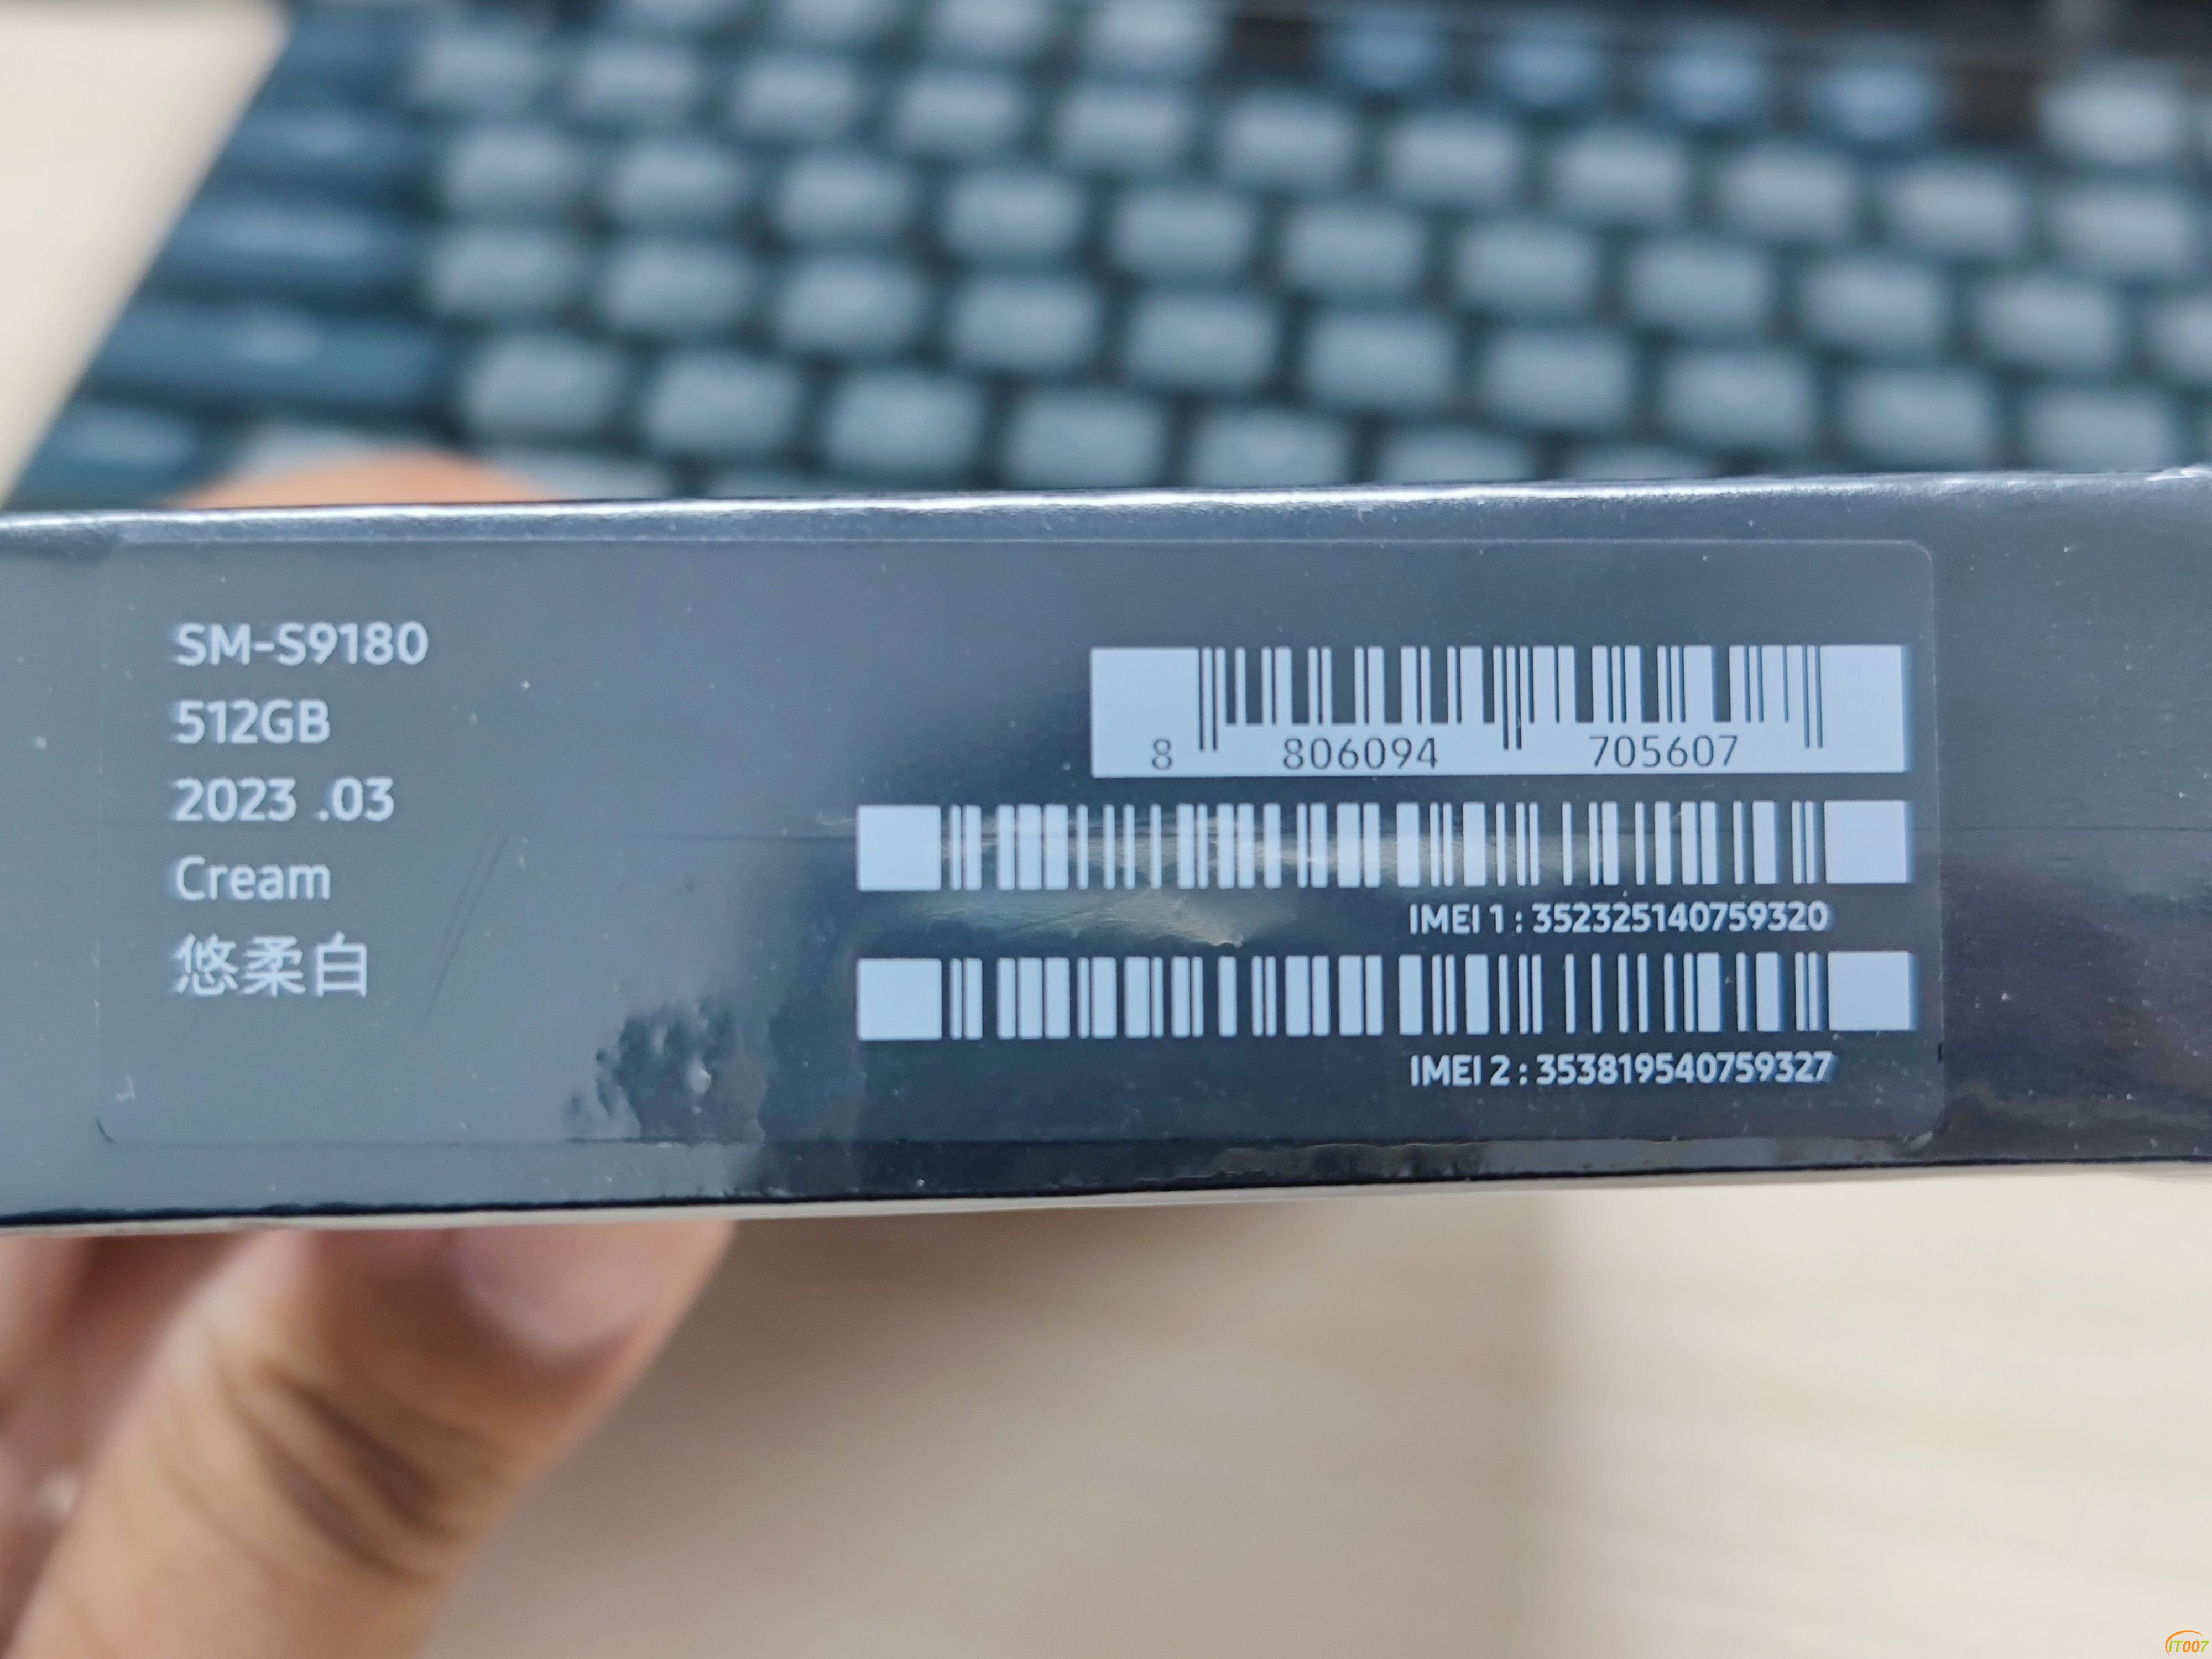 SM-S9180
512GB
2023 .03
Cream
悠柔白
8 806094 705607
IMEI 1 : 352325140759320
IMEI 2 : 353819540759327
IT007